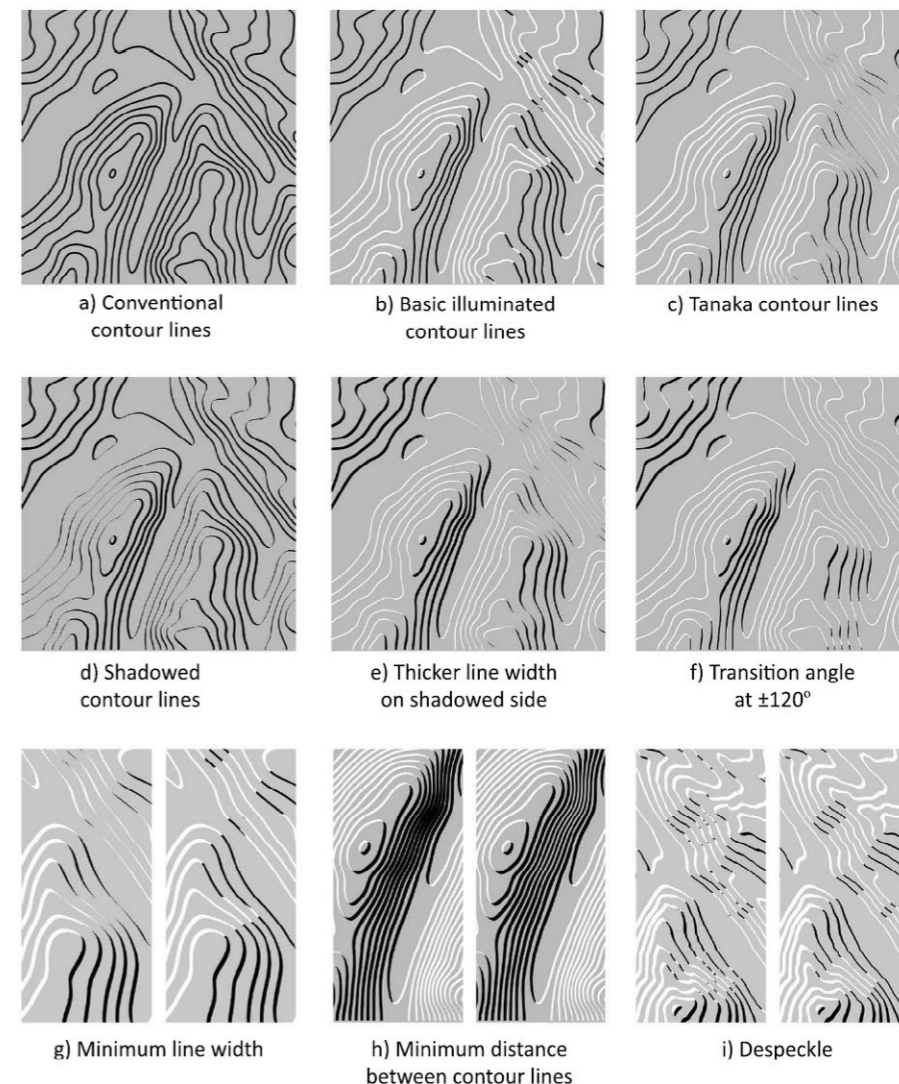 a) Conventional
contour lines
b) Basic illuminated
contour lines
c) Tanaka contour lines
d) Shadowed
contour lines
e) Thicker line width
on shadowed side
f) Transition angle
at ±120°
g) Minimum line width
h) Minimum distance
between contour lines
i) Despeckle